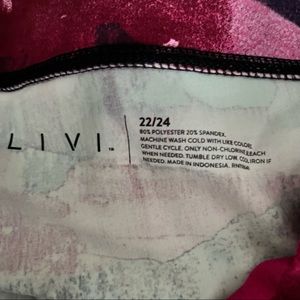 LIVI™
22/24
80% POLYESTER 20% SPANDEX.
MACHINE WASH COLD WITH LIKE COLORS.
GENTLE CYCLE. ONLY NON-CHLORINE BLEACH
WHEN NEEDED. TUMBLE DRY LOW. COOL IRON IF
NEEDED. MADE IN INDONESIA.